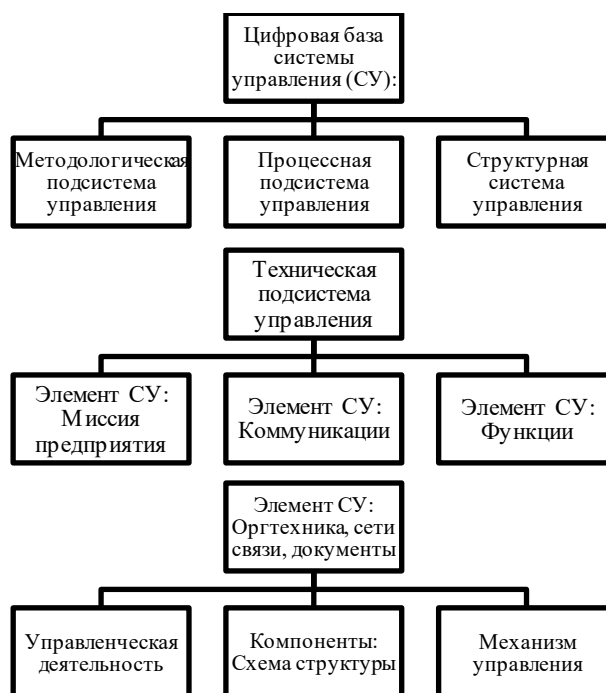 Цифровая база
системы
управления (СУ):
Методологическая
подсистема
управления
Процессная
подсистема
управления
Структурная
система
управления
Техническая
подсистема
управления
Элемент СУ:
Миссия
предприятия
Элемент СУ:
Коммуникации
Элемент СУ:
Функции
Элемент СУ:
Оргтехника, сети
связи, документы
Управленческая
деятельность
Компоненты:
Схема структуры
Механизм
управления